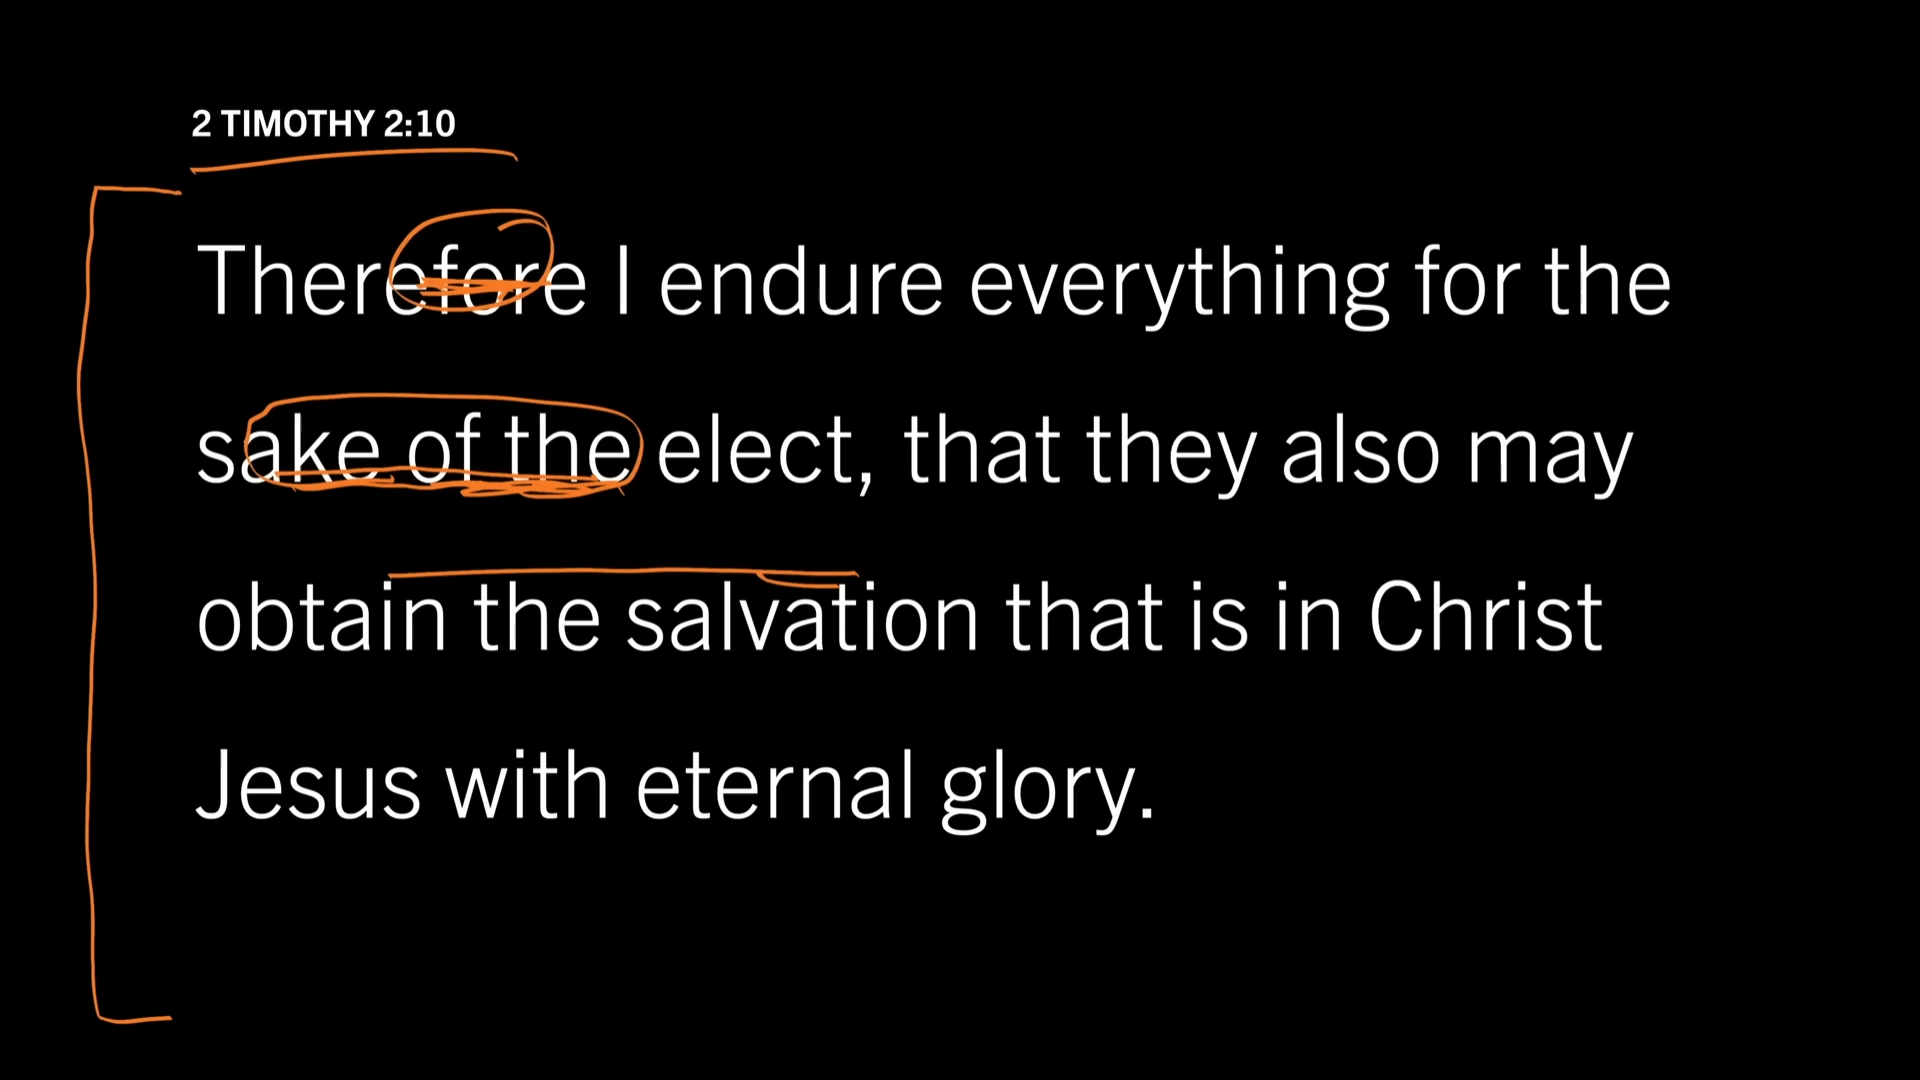 2 TIMOTHY 2:10
Therefore I endure everything for the
sake of the elect, that they also may
obtain the salvation that is in Christ
Jesus with eternal glory.